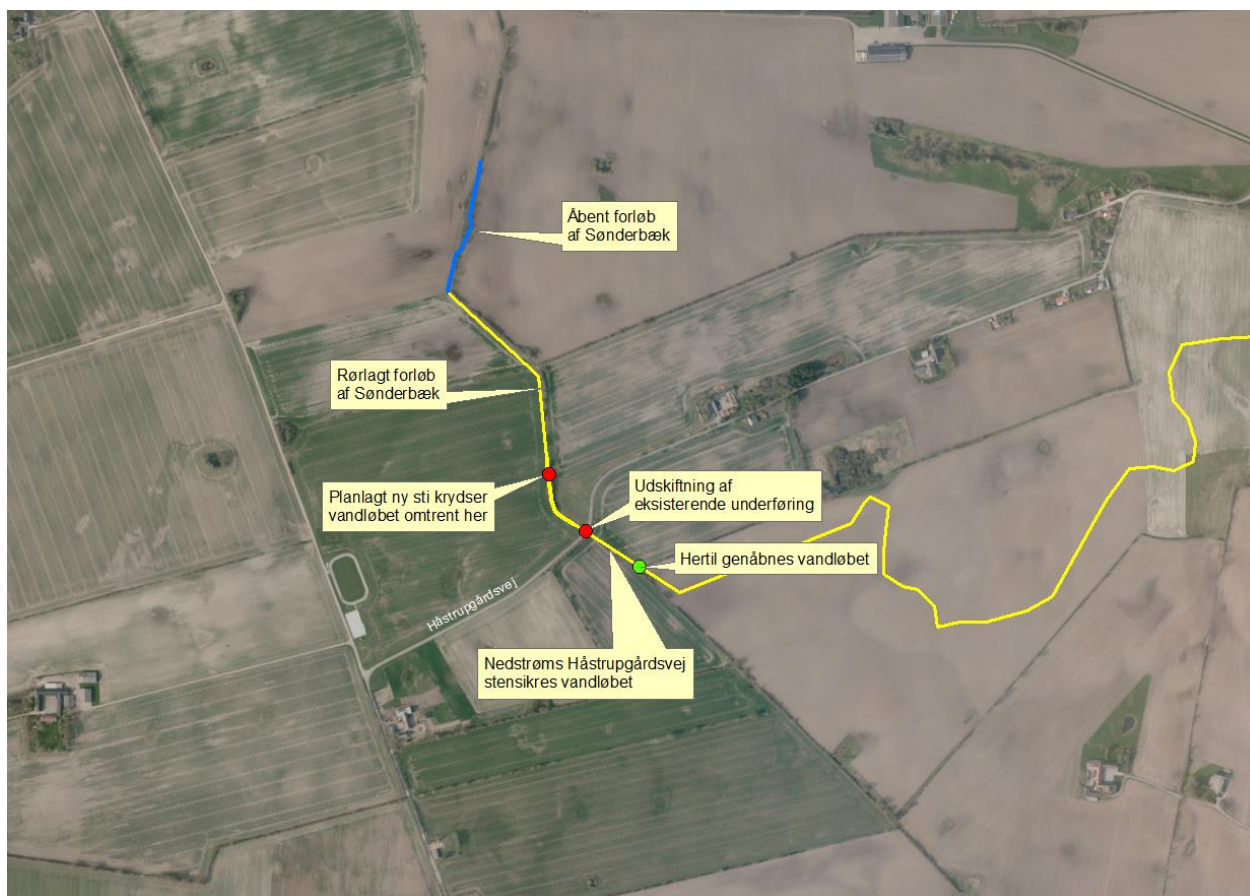 Åbent forløb
af Sønderbæk
Rørlagt forløb
af Sønderbæk
Planlagt ny sti krydser
vandløbet omtrent her
Udskiftning af
eksisterende underføring
Hertil genåbnes vandløbet
Håstrupgårdsvej
Nedstrøms Håstrupgårdsvej
stensikres vandløbet